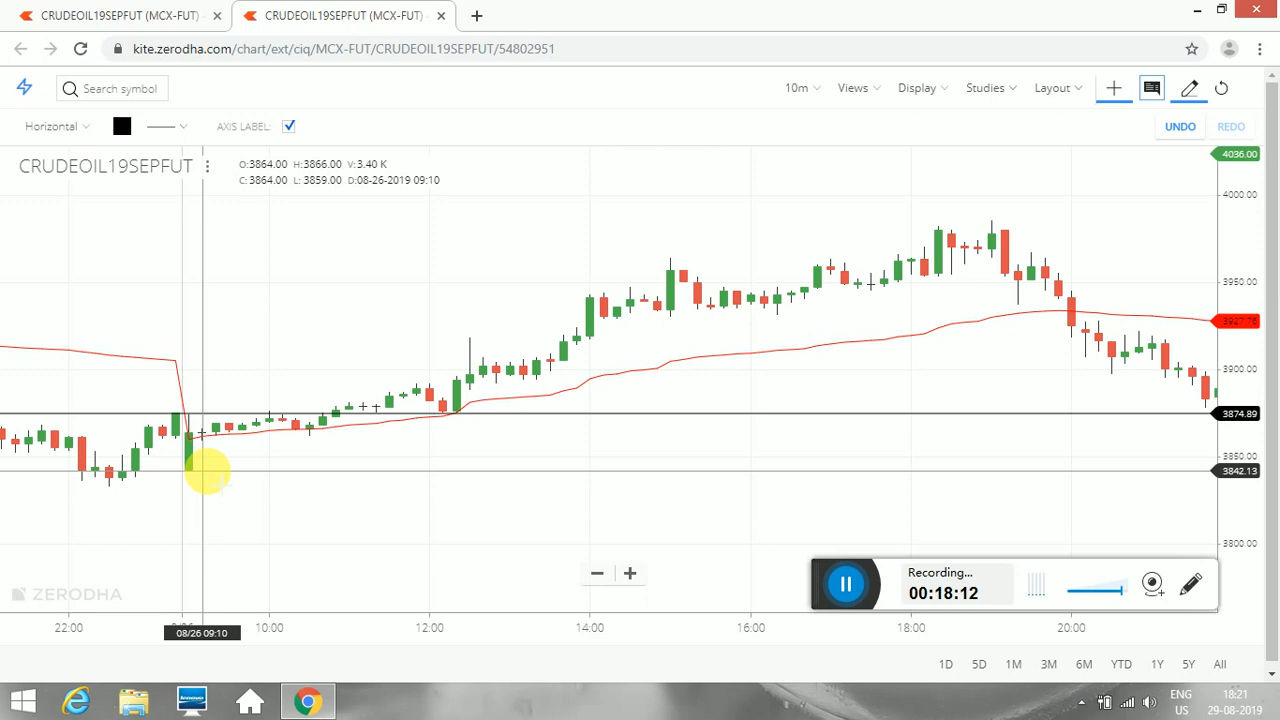 CRUDEOIL19SEPFUT (MCX-FUT)
CRUDEOIL19SEPFUT (MCX-FUT)
kite.zerodha.com/chart/ext/ciq/MCX-FUT/CRUDEOIL19SEPFUT/54802951
Search symbol
10m
Views
Display
Studies
Layout
Horizontal
AXIS LABEL:
UNDO
REDO
CRUDEOIL19SEPFUT
O:3864.00 H:3866.00 V:3.40 K
C:3864.00 L:3859.00 D:08-26-2019 09:10
4036.00
4000.00
3950.00
3927.76
3900.00
3874.89
3850.00
3842.13
3800.00
ZERODHA
Recording...
00:18:12
22:00
10:00
12:00
14:00
16:00
18:00
20:00
08/26 09:10
1D
5D
1M
3M
6M
YTD
1Y
5Y
All
ENG
US
18:21
29-08-2019